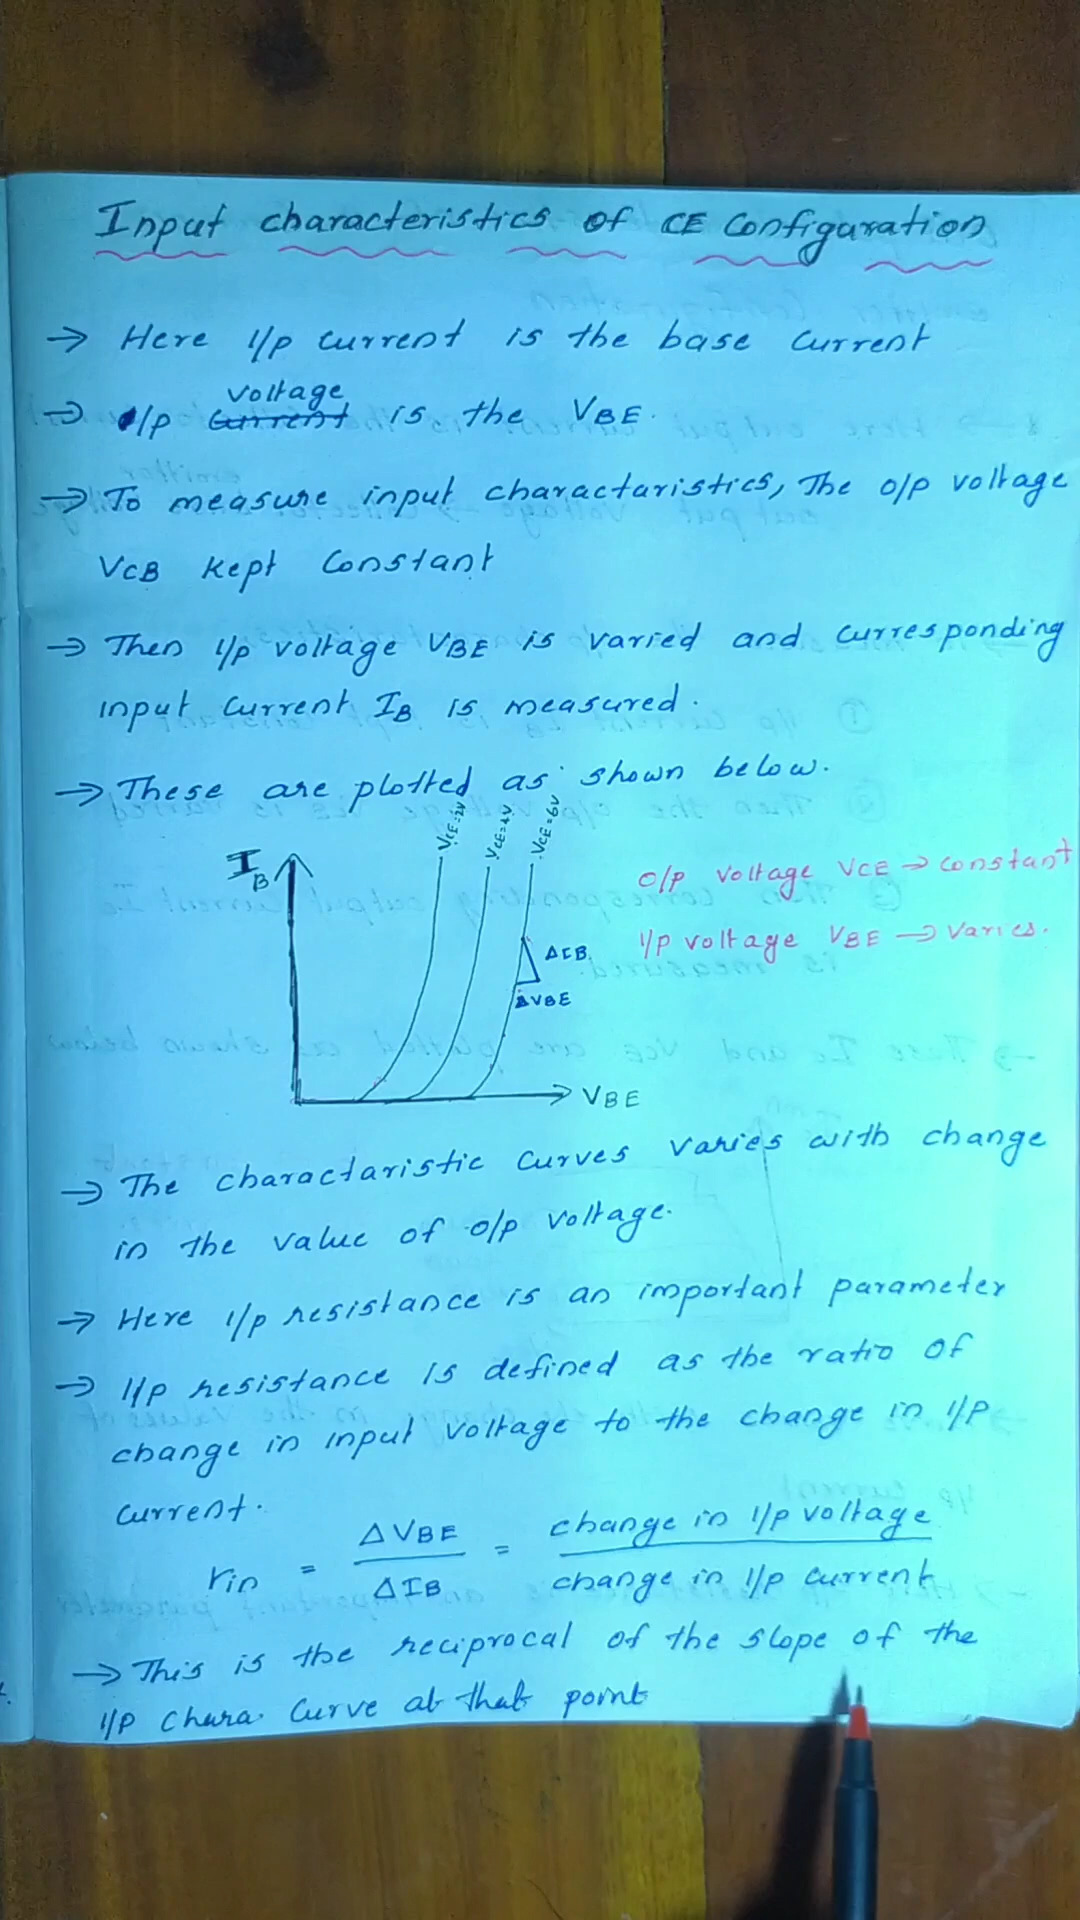 Input characteristics of CE Configuration
→ Here I/p current is the base current
voltage
→ I/p current is the VBE.
→ To measure input charactaristics, The o/p voltage
VCB kept constant
→ Then I/p voltage VBE is varied and curresponding
input current IB is measured.
→ These are plotted as shown below.
VCE=2V VCE=4V VCE=6V
IB
o/p voltage VCE → constant
I/p voltage VBE → varies.
ΔIB
ΔVBE
VBE
→ The charactaristic curves varies with change
in the value of o/p voltage.
→ Here I/p resistance is an important parameter
→ I/p resistance is defined as the ratio of
change in input voltage to the change in I/P
current.
rin = ΔVBE / ΔIB = change in I/p voltage / change in I/p current
→ This is the reciprocal of the slope of the
I/P chara. curve at that point